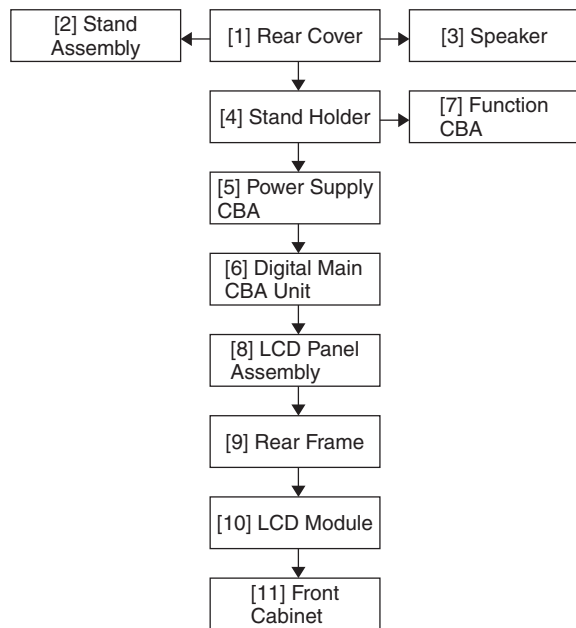 [2] Stand
Assembly
[1] Rear Cover
[3] Speaker
[4] Stand Holder
[7] Function
CBA
[5] Power Supply
CBA
[6] Digital Main
CBA Unit
[8] LCD Panel
Assembly
[9] Rear Frame
[10] LCD Module
[11] Front
Cabinet